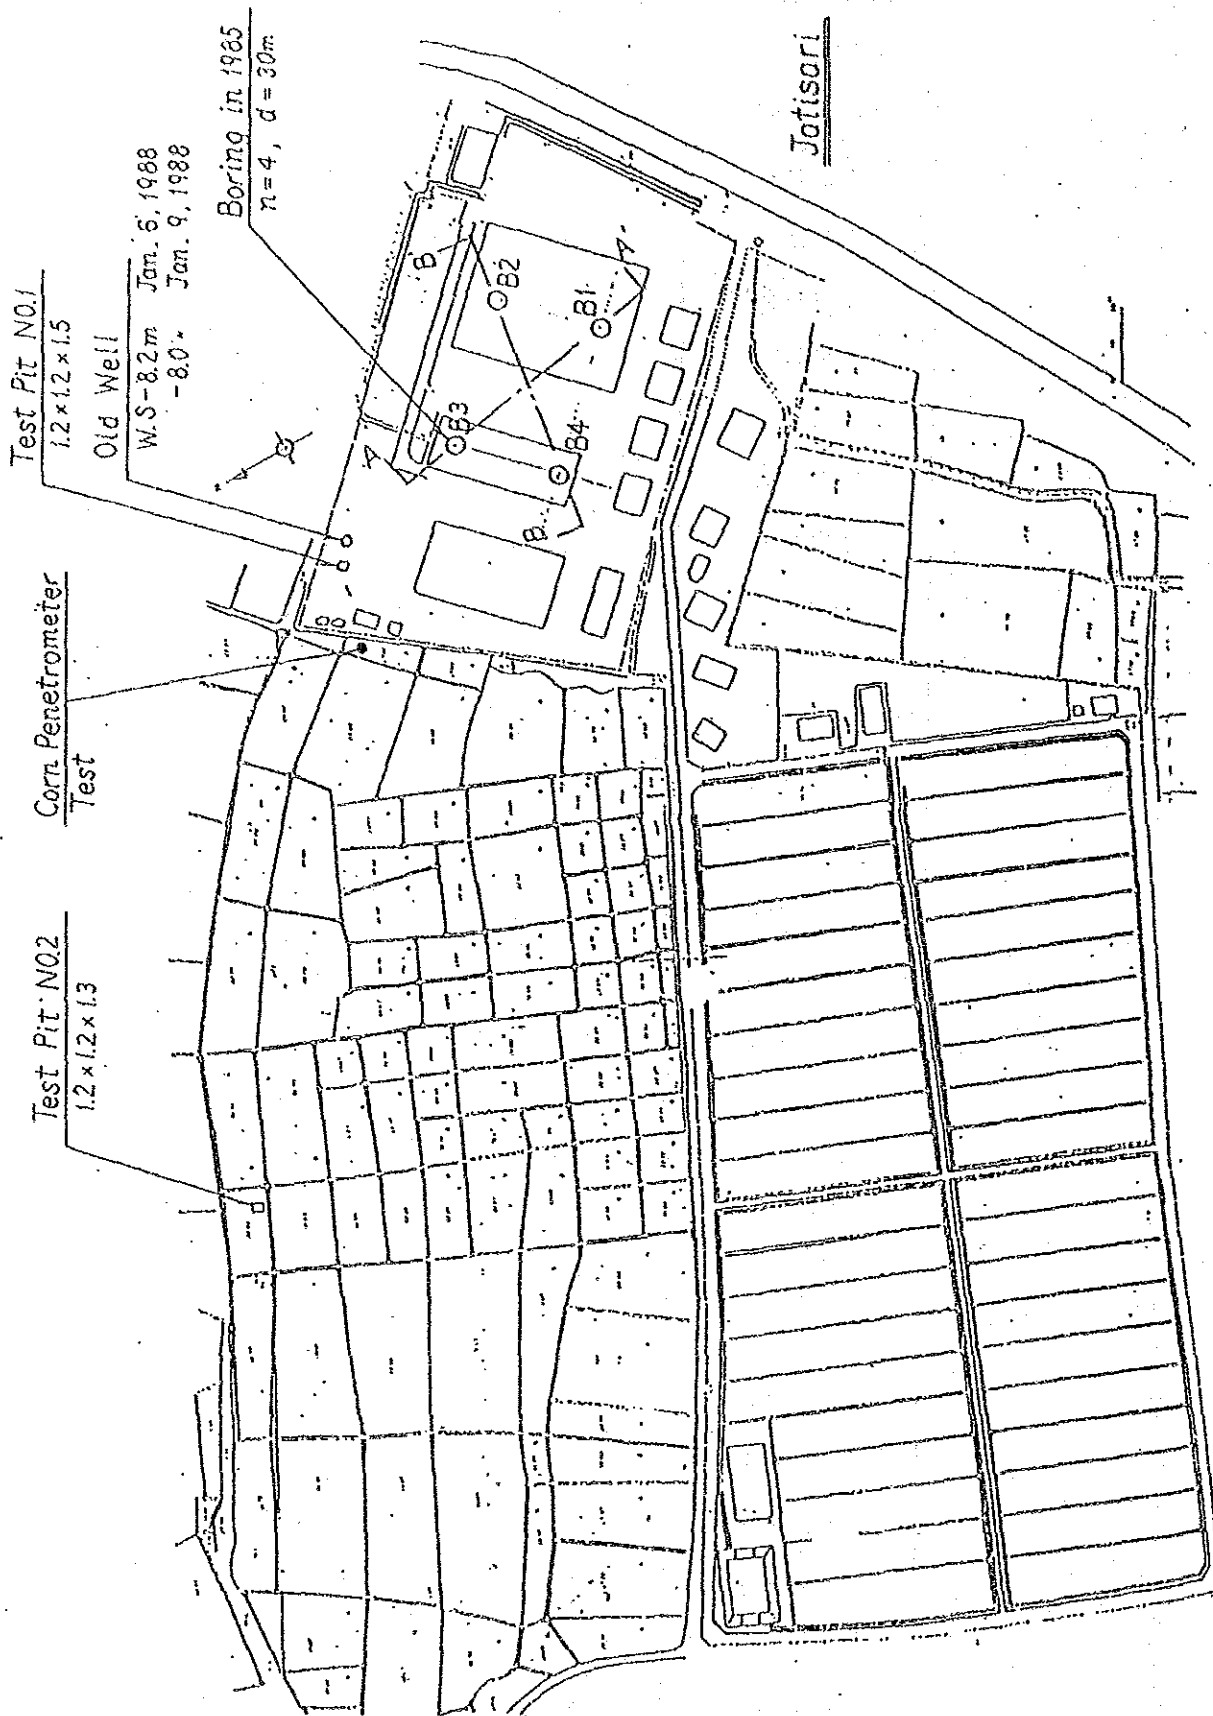 Test Pit NO.2
1.2 x 1.2 x 1.3
Corn Penetrometer
Test
Test Pit NO.1
1.2 x 1.2 x 1.5
Old Well
W.S-8.2m Jan. 6, 1988
-8.0 〃 Jan. 9, 1988
Boring in 1985
n = 4, d = 30m
A
B3
B
B2
B4
B
B1
A'
Jatisari